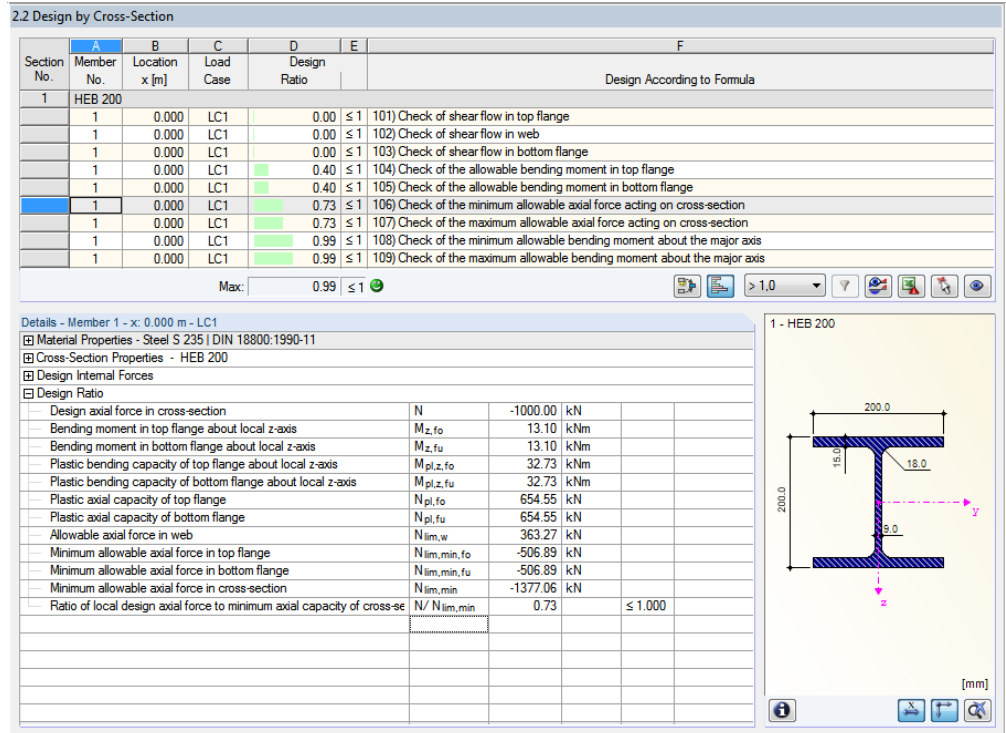 2.2 Design by Cross-Section
A B C D E F
Section Member Location Load Design
No. No. x [m] Case Ratio Design According to Formula
1 HEB 200
1 0.000 LC1 0.00 ≤ 1 101) Check of shear flow in top flange
1 0.000 LC1 0.00 ≤ 1 102) Check of shear flow in web
1 0.000 LC1 0.00 ≤ 1 103) Check of shear flow in bottom flange
1 0.000 LC1 0.40 ≤ 1 104) Check of the allowable bending moment in top flange
1 0.000 LC1 0.40 ≤ 1 105) Check of the allowable bending moment in bottom flange
1 0.000 LC1 0.73 ≤ 1 106) Check of the minimum allowable axial force acting on cross-section
1 0.000 LC1 0.73 ≤ 1 107) Check of the maximum allowable axial force acting on cross-section
1 0.000 LC1 0.99 ≤ 1 108) Check of the minimum allowable bending moment about the major axis
1 0.000 LC1 0.99 ≤ 1 109) Check of the maximum allowable bending moment about the major axis
Max: 0.99 ≤ 1 > 1,0
Details - Member 1 - x: 0.000 m - LC1
Material Properties - Steel S 235 | DIN 18800:1990-11
Cross-Section Properties - HEB 200
Design Internal Forces
Design Ratio
Design axial force in cross-section N -1000.00 kN
Bending moment in top flange about local z-axis Mz,fo 13.10 kNm
Bending moment in bottom flange about local z-axis Mz,fu 13.10 kNm
Plastic bending capacity of top flange about local z-axis Mpl,z,fo 32.73 kNm
Plastic bending capacity of bottom flange about local z-axis Mpl,z,fu 32.73 kNm
Plastic axial capacity of top flange Npl,fo 654.55 kN
Plastic axial capacity of bottom flange Npl,fu 654.55 kN
Allowable axial force in web Nlim,w 363.27 kN
Minimum allowable axial force in top flange Nlim,min,fo -506.89 kN
Minimum allowable axial force in bottom flange Nlim,min,fu -506.89 kN
Minimum allowable axial force in cross-section Nlim,min -1377.06 kN
Ratio of local design axial force to minimum axial capacity of cross-se N/ Nlim,min 0.73 ≤ 1.000
1 - HEB 200
200.0
15.0
18.0
200.0
9.0
y
z
[mm]